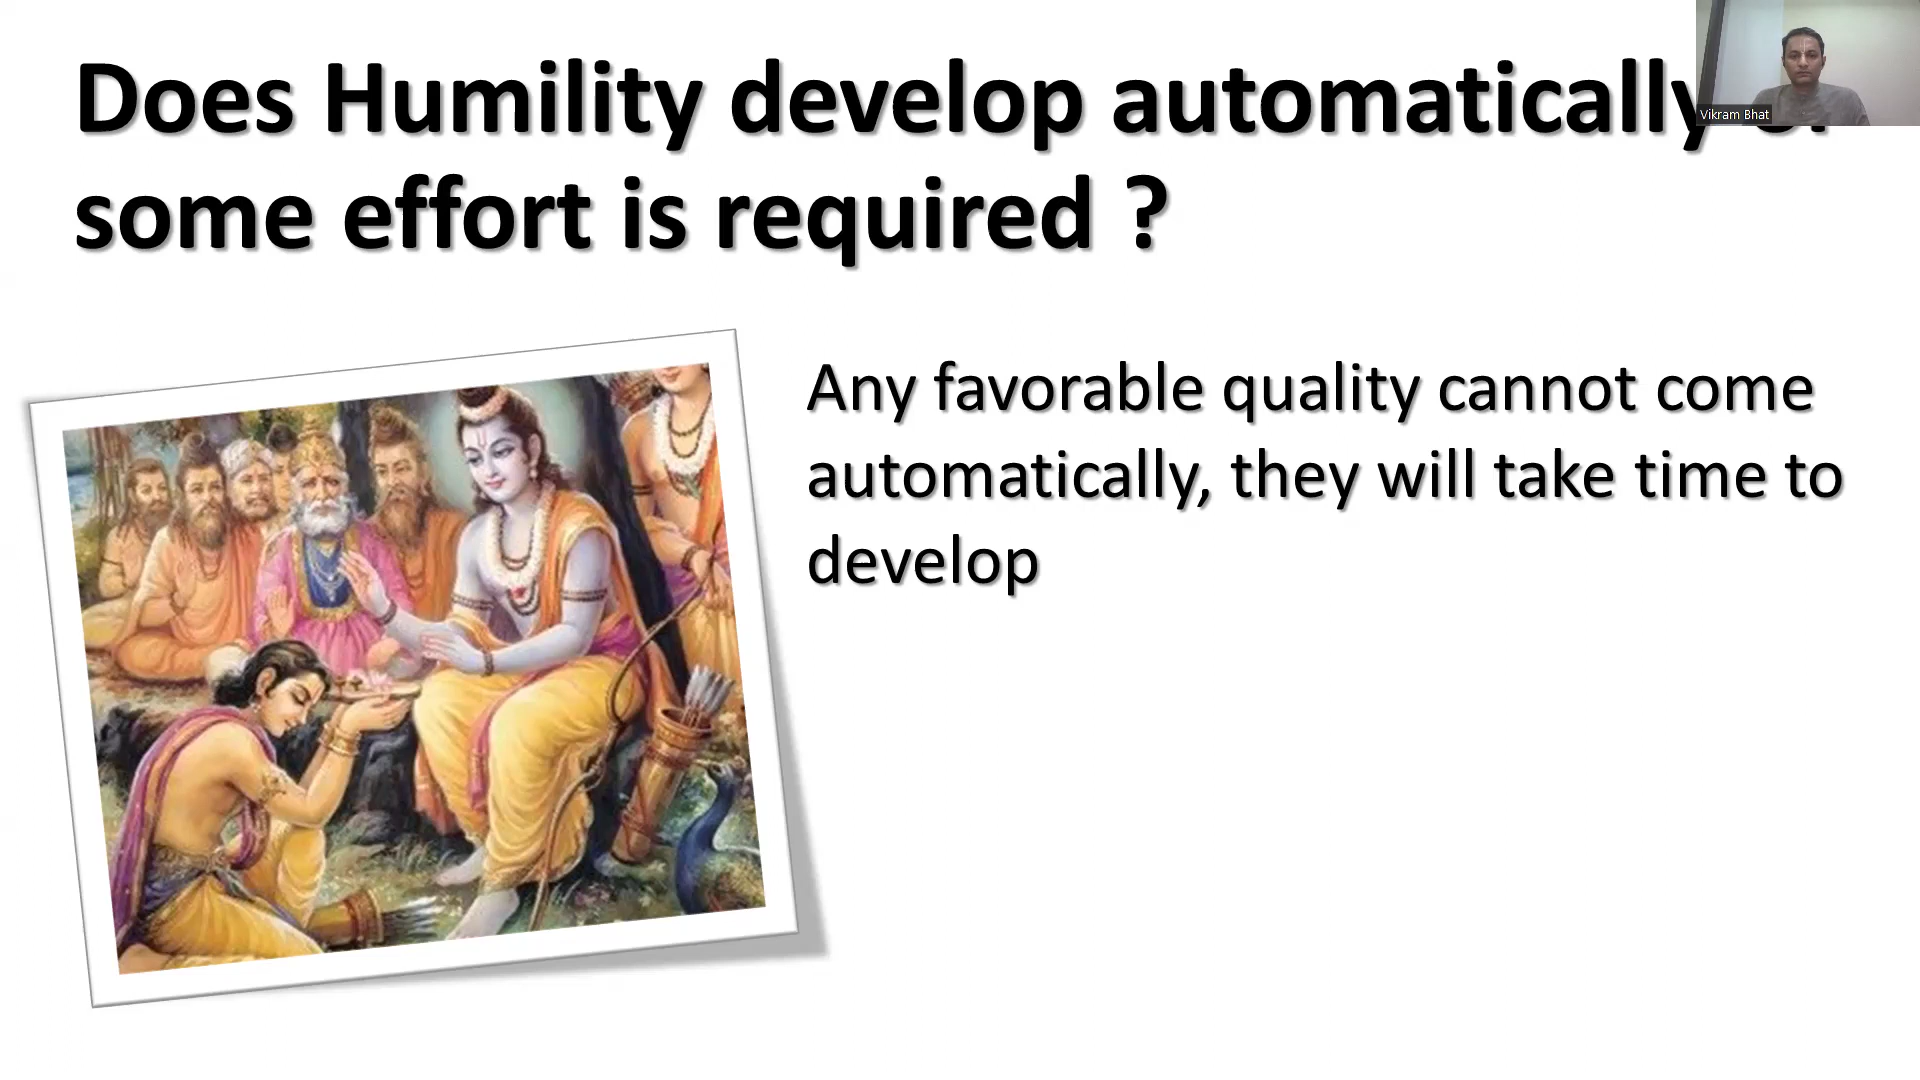 Does Humility develop automatically
some effort is required ?
Any favorable quality cannot come
automatically, they will take time to
develop
Vikram Bhat